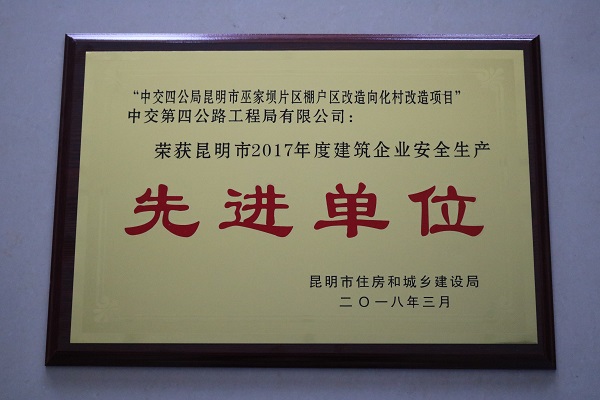 “中交四公局昆明市巫家坝片区棚户区改造向化村改造项目”
中交第四公路工程局有限公司：
荣获昆明市2017年度建筑企业安全生产
先进单位
昆明市住房和城乡建设局
二〇一八年三月